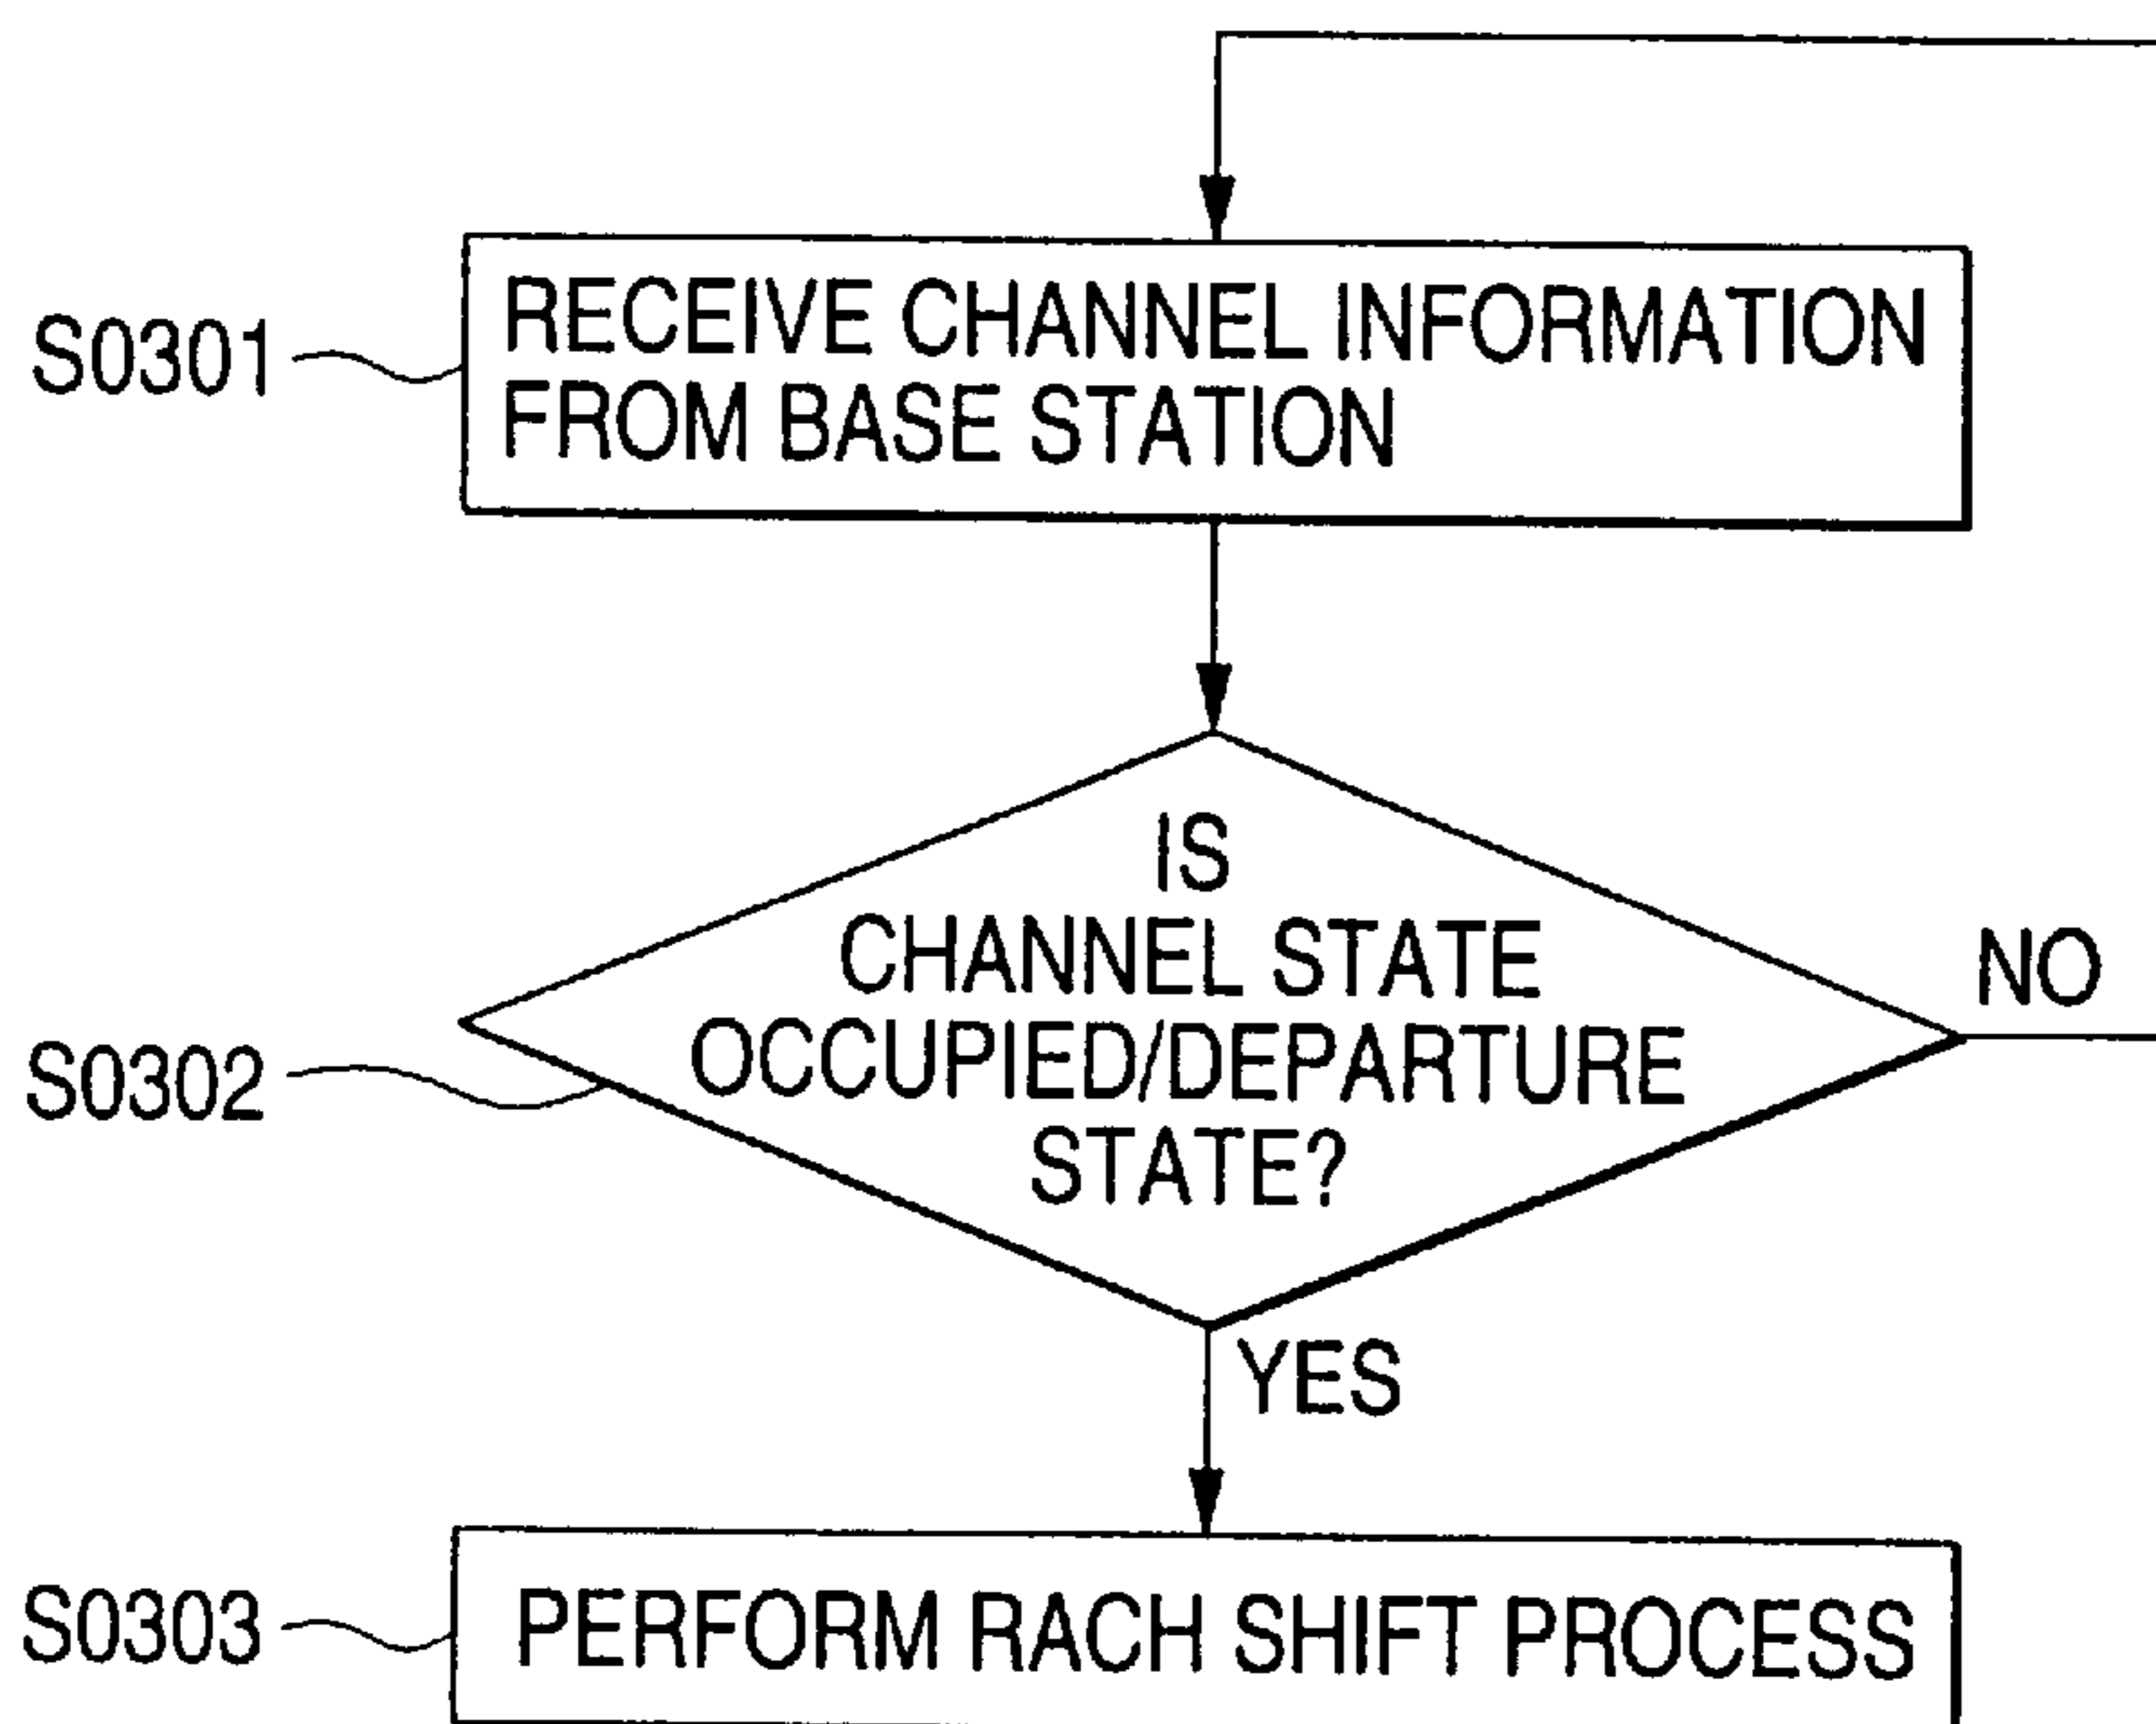 RECEIVE CHANNEL INFORMATION
FROM BASE STATION
S0301
IS
CHANNEL STATE
OCCUPIED/DEPARTURE
STATE?
NO
S0302
YES
PERFORM RACH SHIFT PROCESS
S0303